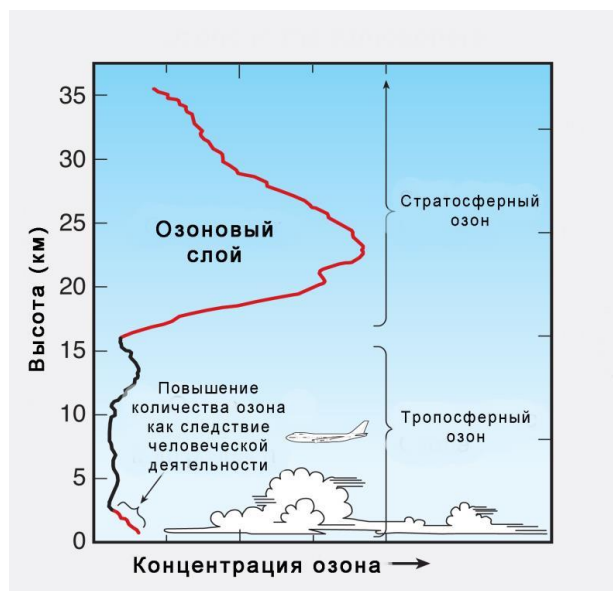 35
30
25
20
15
10
5
0
Высота (км)
Озоновый
слой
Стратосферный
озон
Повышение
количества озона
как следствие
человеческой
деятельности
Тропосферный
озон
Концентрация озона